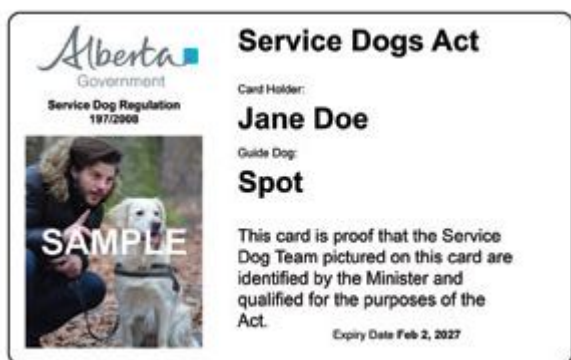 Alberta
Government
Service Dog Regulation
197/2008
SAMPLE
Service Dogs Act
Card Holder:
Jane Doe
Guide Dog:
Spot
This card is proof that the Service
Dog Team pictured on this card are
identified by the Minister and
qualified for the purposes of the
Act.
Expiry Date Feb 2, 2027